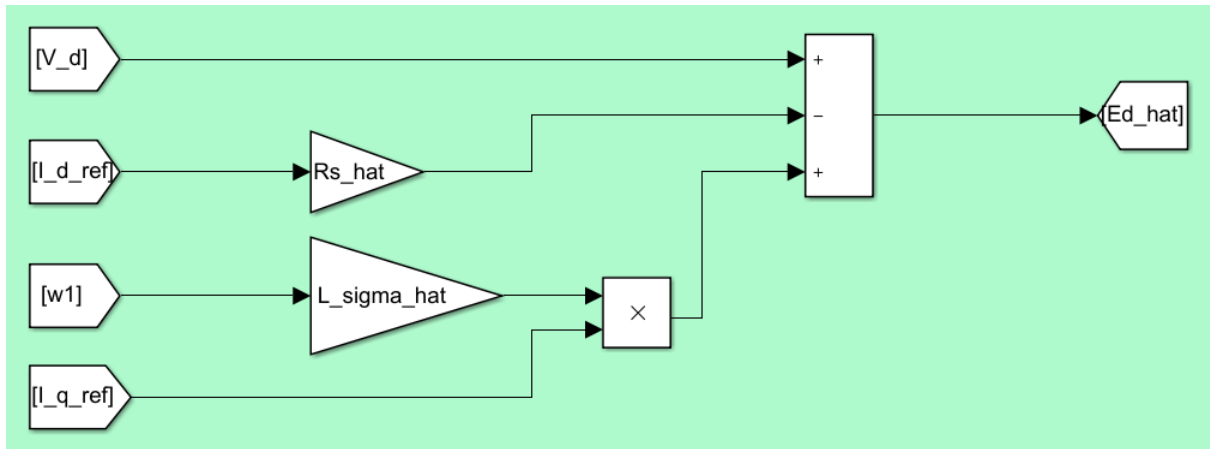 [V_d]
+
−
[Ed_hat]
[I_d_ref]
Rs_hat
+
[w1]
L_sigma_hat
×
[I_q_ref]